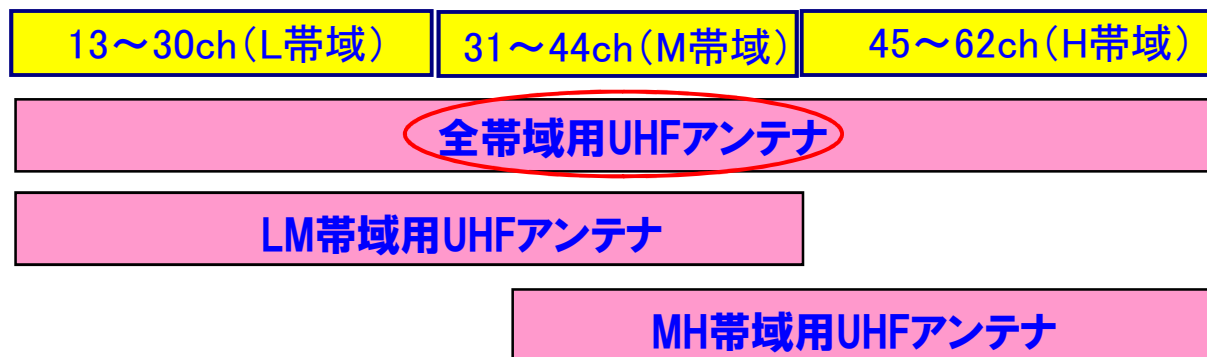 13～30ch（L帯域）
31～44ch（M帯域）
45～62ch（H帯域）
全帯域用UHFアンテナ
LM帯域用UHFアンテナ
MH帯域用UHFアンテナ